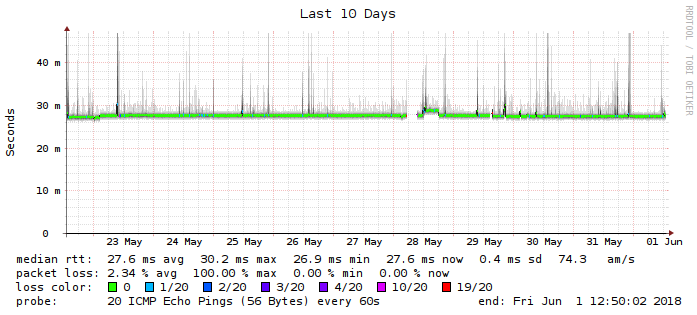 Last 10 Days
RRDTOOL / TOBI OETIKER
Seconds
40 m
30 m
20 m
10 m
0
23 May 24 May 25 May 26 May 27 May 28 May 29 May 30 May 31 May 01 Jun
median rtt: 27.6 ms avg 30.2 ms max 26.9 ms min 27.6 ms now 0.4 ms sd 74.3 am/s
packet loss: 2.34 % avg 100.00 % max 0.00 % min 0.00 % now
loss color: 0 1/20 2/20 3/20 4/20 10/20 19/20
probe: 20 ICMP Echo Pings (56 Bytes) every 60s end: Fri Jun 1 12:50:02 2018